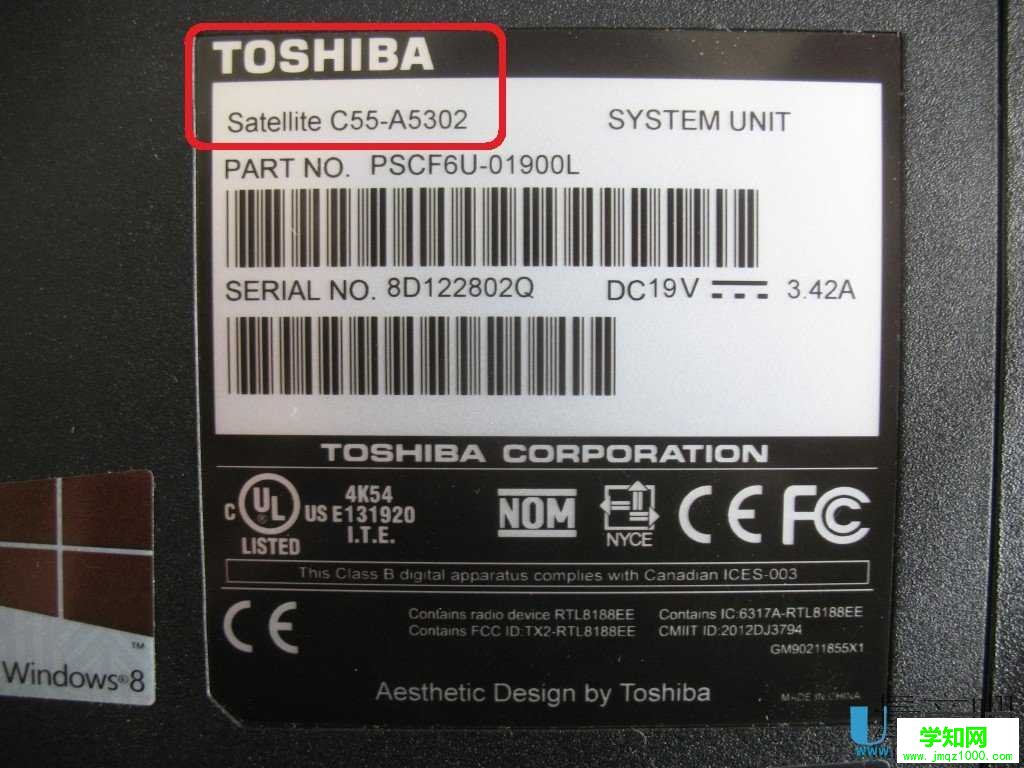 TOSHIBA
Satellite C55-A5302 SYSTEM UNIT
PART NO. PSCF6U-01900L
SERIAL NO. 8D122802Q DC19V 3.42A
TOSHIBA CORPORATION
C UL US LISTED
4K54
E131920
I.T.E.
NOM
NYCE
CE FC
This Class B digital apparatus complies with Canadian ICES-003
CE
Contains radio device RTL8188EE Contains IC:6317A-RTL8188EE
Contains FCC ID:TX2-RTL8188EE CMIIT ID:2012DJ3794
GM90211855X1
Aesthetic Design by Toshiba
MADE IN CHINA
Windows®8
TM
学知网
www.jmqz1000.com